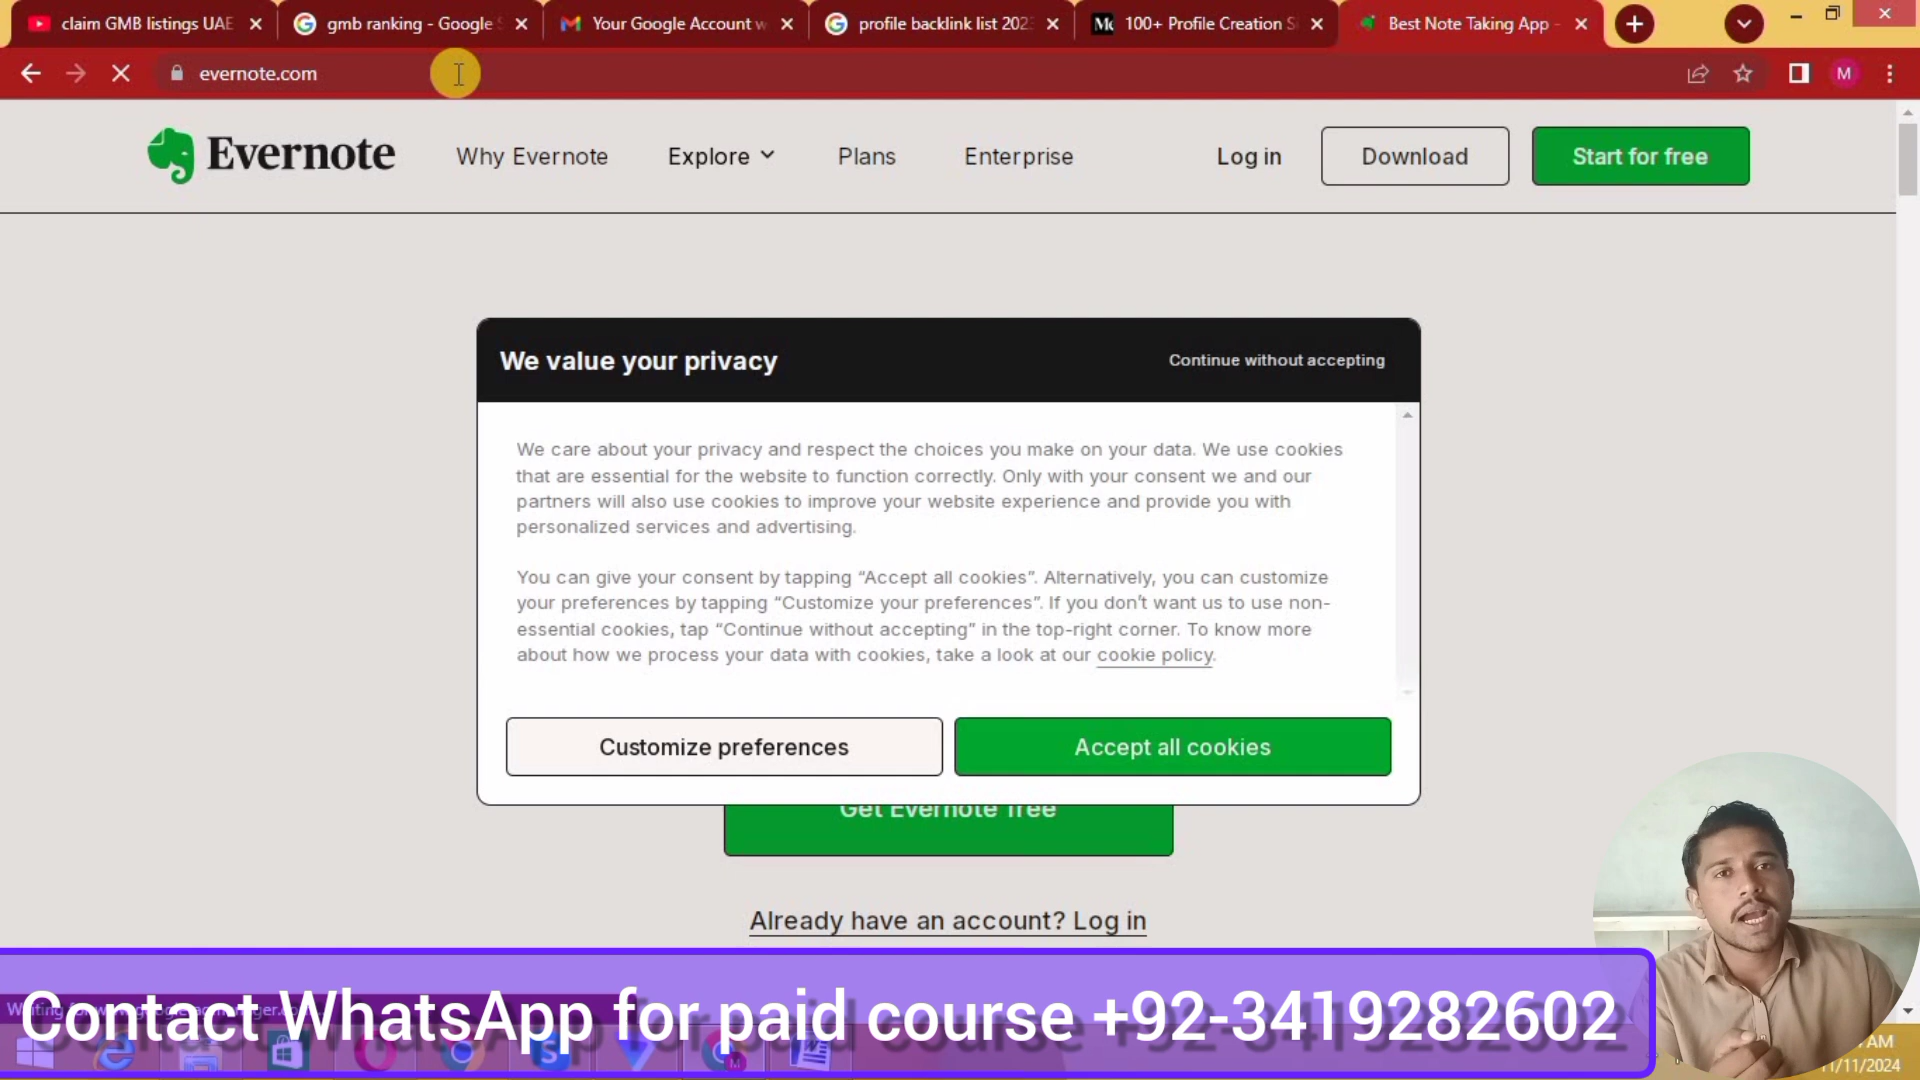 claim GMB listings UAE
gmb ranking - Google S
Your Google Account w
profile backlink list 202
100+ Profile Creation S
Best Note Taking App -
evernote.com
M
Evernote
Why Evernote
Explore
Plans
Enterprise
Log in
Download
Start for free
We value your privacy
Continue without accepting
We care about your privacy and respect the choices you make on your data. We use cookies
that are essential for the website to function correctly. Only with your consent we and our
partners will also use cookies to improve your website experience and provide you with
personalized services and advertising.
You can give your consent by tapping “Accept all cookies”. Alternatively, you can customize
your preferences by tapping “Customize your preferences”. If you don’t want us to use non-
essential cookies, tap “Continue without accepting” in the top-right corner. To know more
about how we process your data with cookies, take a look at our cookie policy.
Customize preferences
Accept all cookies
Get Evernote free
Already have an account? Log in
Contact WhatsApp for paid course +92-3419282602
AM
/11/2024